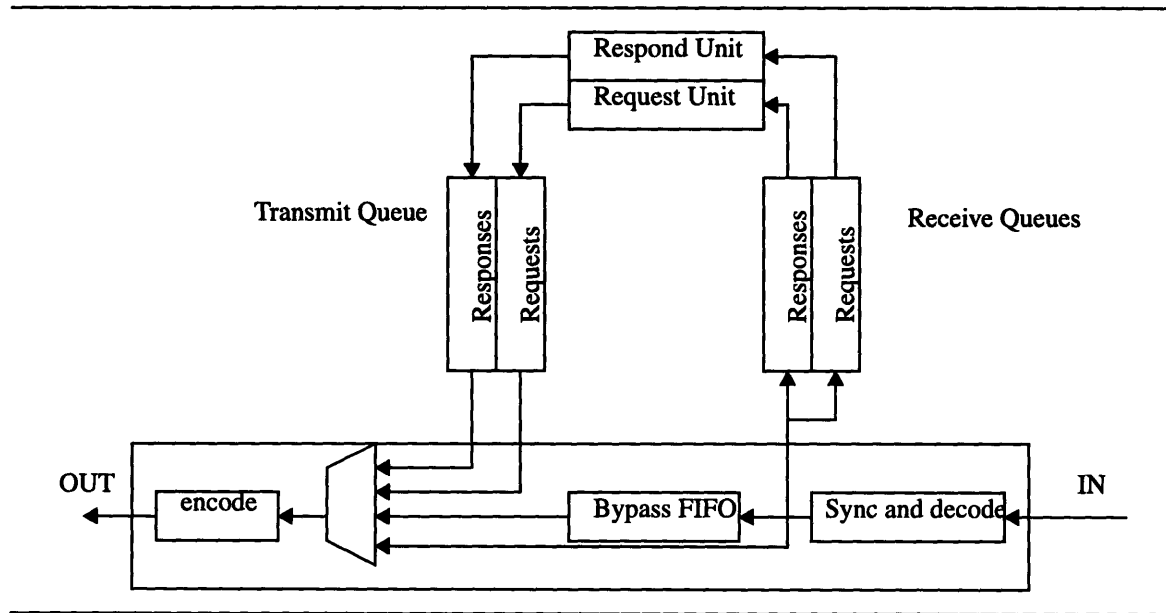 Respond Unit
Request Unit
Transmit Queue
Responses
Requests
Responses
Requests
Receive Queues
OUT
encode
Bypass FIFO
Sync and decode
IN